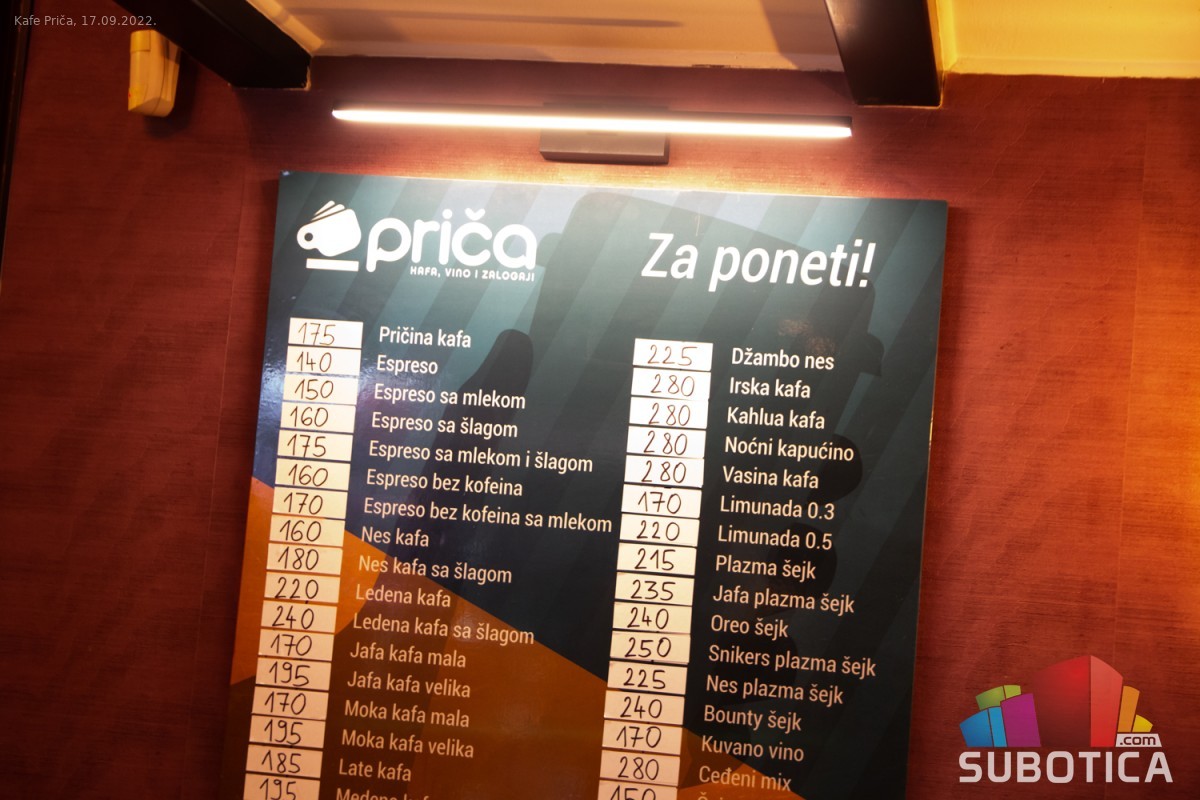 Kafe Priča, 17.09.2022.
priča
KAFA, VINO I ZALOGAJI
Za poneti!
175 Pričina kafa
140 Espreso
150 Espreso sa mlekom
160 Espreso sa šlagom
175 Espreso sa mlekom i šlagom
160 Espreso bez kofeina
170 Espreso bez kofeina sa mlekom
160 Nes kafa
180 Nes kafa sa šlagom
220 Ledena kafa
240 Ledena kafa sa šlagom
170 Jafa kafa mala
195 Jafa kafa velika
170 Moka kafa mala
195 Moka kafa velika
185 Late kafa
195
225 Džambo nes
280 Irska kafa
280 Kahlua kafa
280 Noćni kapućino
280 Vasina kafa
170 Limunada 0.3
220 Limunada 0.5
215 Plazma šejk
235 Jafa plazma šejk
240 Oreo šejk
250 Snikers plazma šejk
225 Nes plazma šejk
240 Bounty šejk
170 Kuvano vino
280 Ceđeni mix
150
.com
SUBOTICA